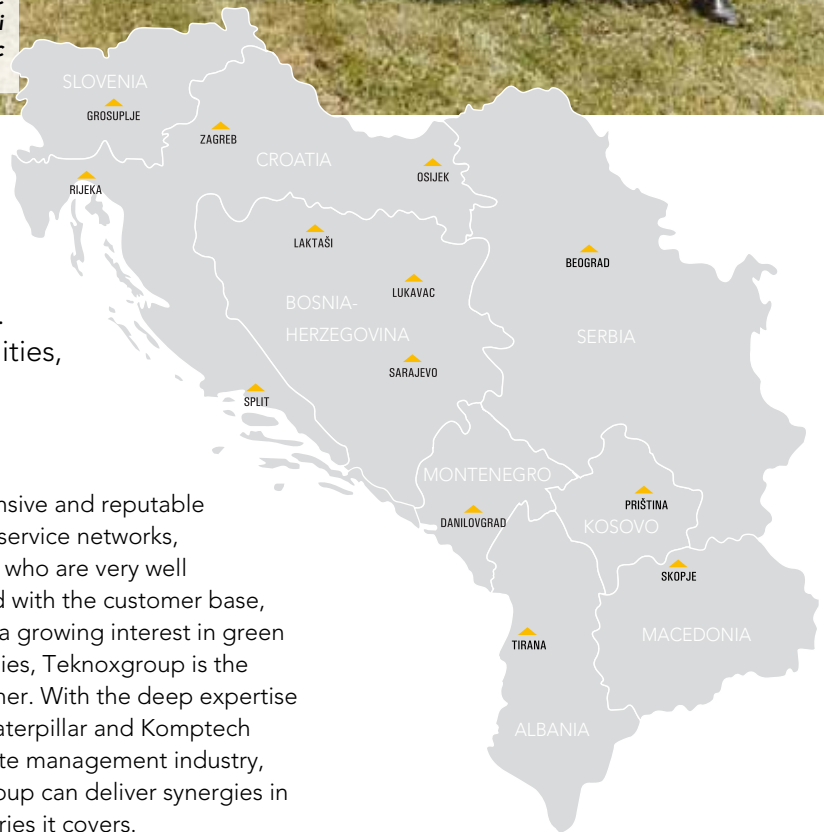 i
SLOVENIA
GROSUPLJE
ZAGREB
CROATIA
OSIJEK
RIJEKA
LAKTAŠI
BEOGRAD
LUKAVAC
BOSNIA-
HERZEGOVINA
SERBIA
SARAJEVO
SPLIT
ities,
nsive and reputable
service networks,
who are very well
d with the customer base,
a growing interest in green
ies, Teknoxgroup is the
ner. With the deep expertise
aterpillar and Komptech
te management industry,
oup can deliver synergies in
ries it covers.
MONTENEGRO
DANILOVGRAD
PRIŠTINA
KOSOVO
SKOPJE
MACEDONIA
TIRANA
ALBANIA